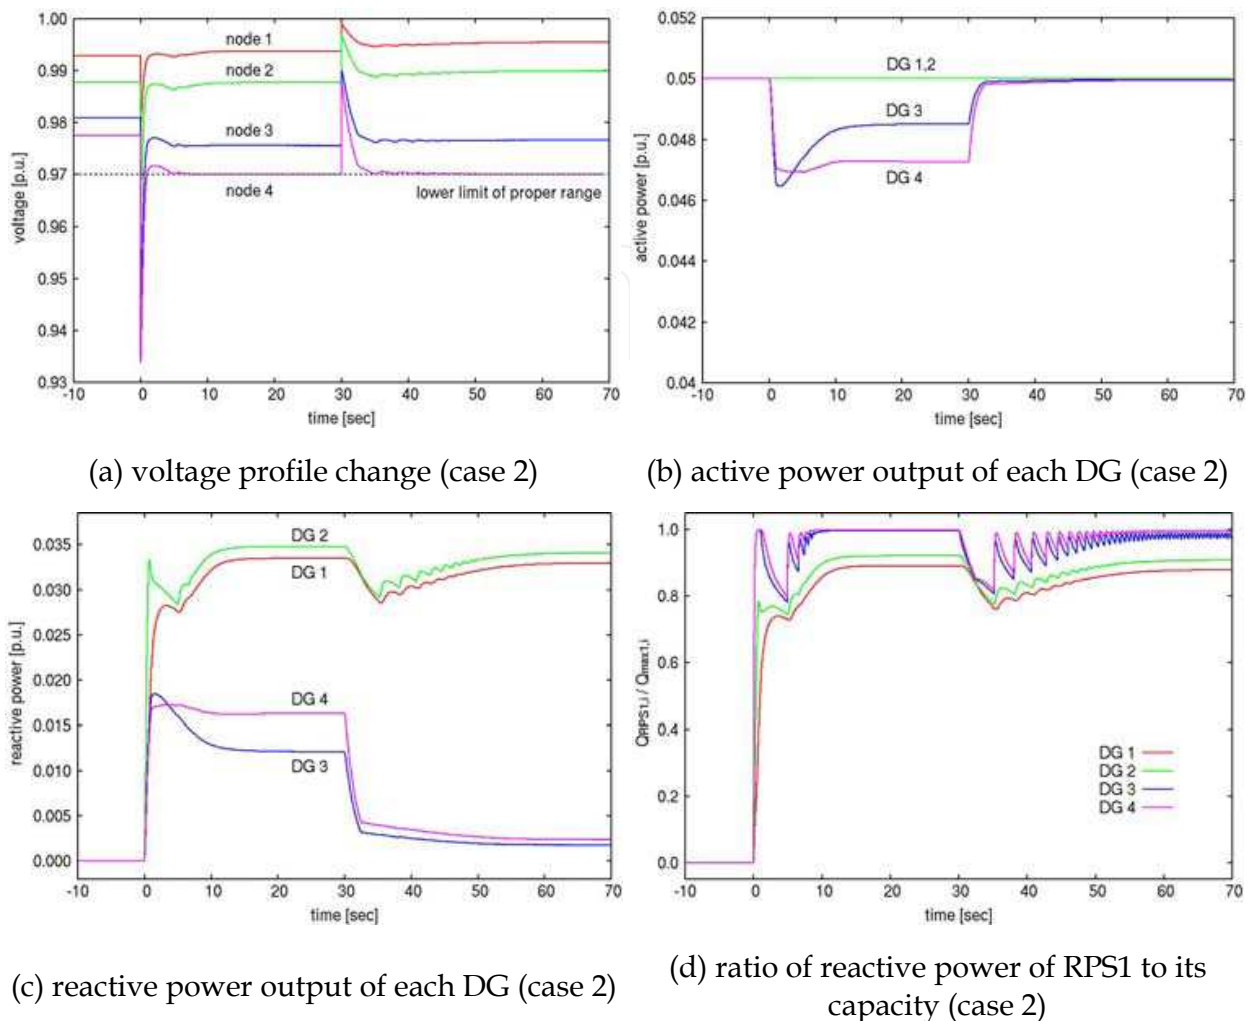 1.00
0.99
0.98
0.97
0.96
0.95
0.94
0.93
-10 0 10 20 30 40 50 60 70
voltage [p.u.]
time [sec]
node 1
node 2
node 3
node 4
lower limit of proper range
(a) voltage profile change (case 2)
0.052
0.05
0.048
0.046
0.044
0.042
0.04
-10 0 10 20 30 40 50 60 70
active power [p.u.]
time [sec]
DG 1,2
DG 3
DG 4
(b) active power output of each DG (case 2)
0.035
0.030
0.025
0.020
0.015
0.010
0.005
0.000
-10 0 10 20 30 40 50 60 70
reactive power [p.u.]
time [sec]
DG 2
DG 1
DG 4
DG 3
(c) reactive power output of each DG (case 2)
1.0
0.8
0.6
0.4
0.2
0.0
-10 0 10 20 30 40 50 60 70
QRPS1,i / Qmax1,i
time [sec]
DG 1
DG 2
DG 3
DG 4
(d) ratio of reactive power of RPS1 to its
capacity (case 2)